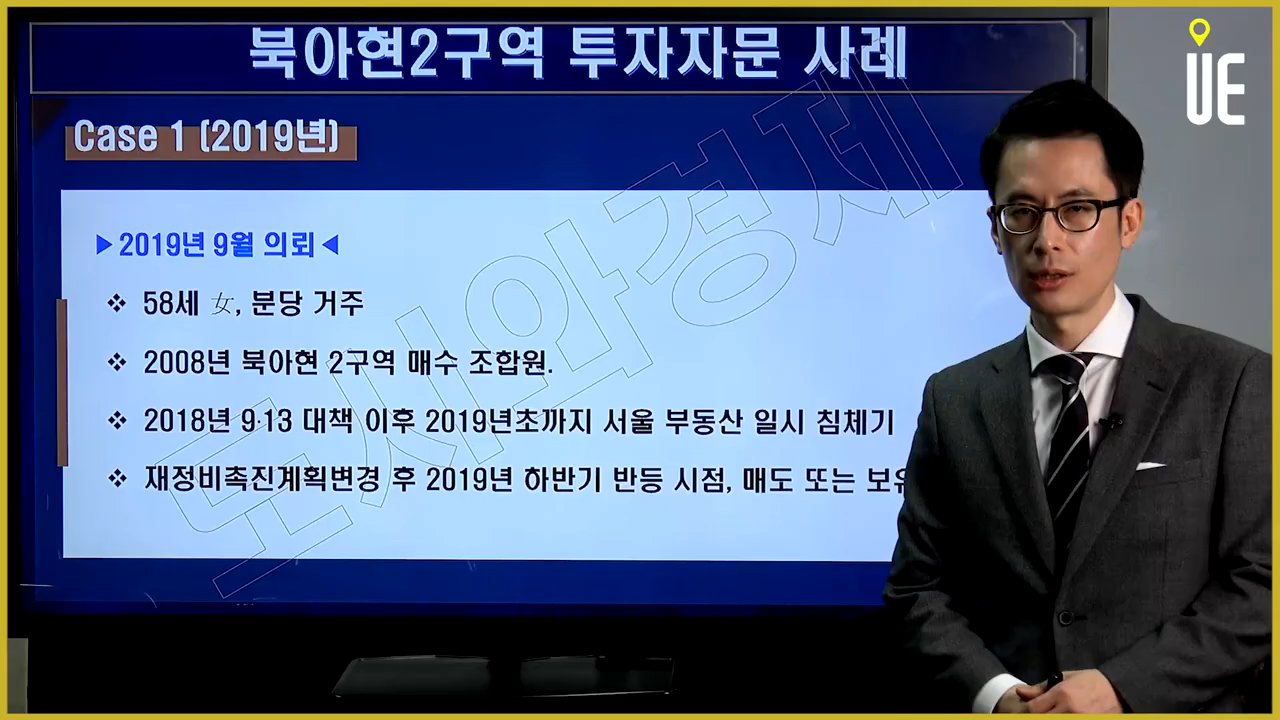 북아현2구역 투자자문 사례
UE
Case 1 (2019년)
▶2019년 9월 의뢰◀
❖ 58세 女, 분당 거주
❖ 2008년 북아현 2구역 매수 조합원.
❖ 2018년 9·13 대책 이후 2019년초까지 서울 부동산 일시 침체기
❖ 재정비촉진계획변경 후 2019년 하반기 반등 시점, 매도 또는 보유
도시와경제